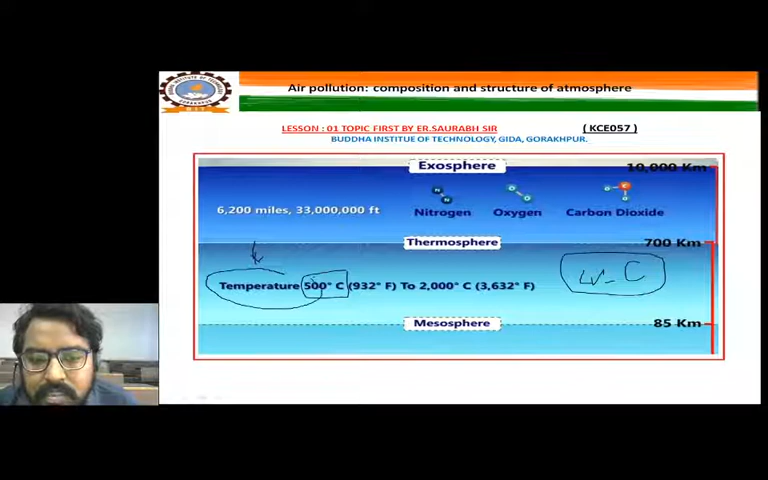 Air pollution: composition and structure of atmosphere
LESSON : 01 TOPIC FIRST BY ER.SAURABH SIR ( KCE057 )
BUDDHA INSTITUE OF TECHNOLOGY, GIDA, GORAKHPUR.
Exosphere 10,000 Km
N N O O O C O
6,200 miles, 33,000,000 ft Nitrogen Oxygen Carbon Dioxide
Thermosphere 700 Km
Temperature 500° C (932° F) To 2,000° C (3,632° F)
Mesosphere 85 Km